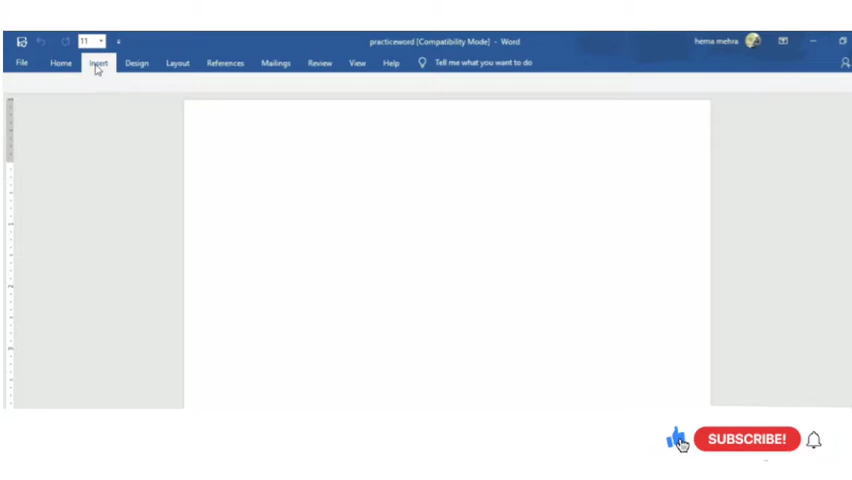 11 practiceword [Compatibility Mode] - Word hema mehra
File Home Insert Design Layout References Mailings Review View Help Tell me what you want to do
SUBSCRIBE!